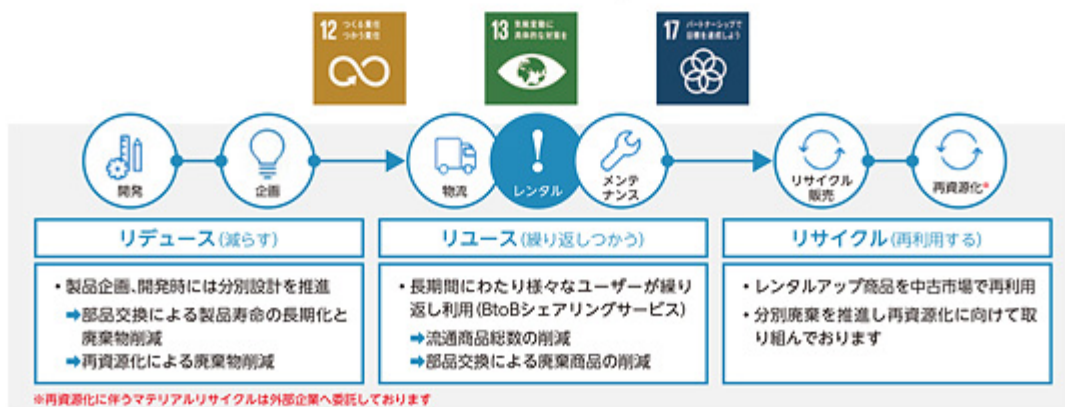 12 つくる責任
つかう責任
13 気候変動に
具体的な対策を
17 パートナーシップで
目標を達成しよう
開発
企画
物流
レンタル
メンテ
ナンス
リサイクル
販売
再資源化*
リデュース(減らす)
・製品企画、開発時には分別設計を推進
➡部品交換による製品寿命の長期化と
廃棄物削減
➡再資源化による廃棄物削減
リユース(繰り返しつかう)
・長期間にわたり様々なユーザーが繰り
返し利用(BtoBシェアリングサービス)
➡流通商品総数の削減
➡部品交換による廃棄商品の削減
リサイクル(再利用する)
・レンタルアップ商品を中古市場で再利用
・分別廃棄を推進し再資源化に向けて取
り組んでおります
※再資源化に伴うマテリアルリサイクルは外部企業へ委託しております